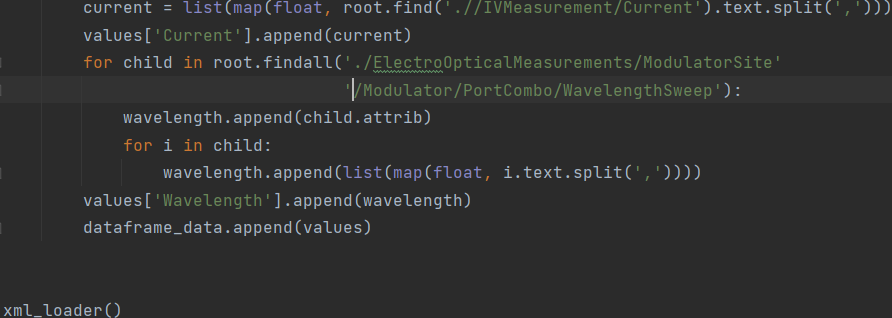 current = list(map(float, root.find('.//IVMeasurement/Current').text.split(',')))
values['Current'].append(current)
for child in root.findall('./ElectroOpticalMeasurements/ModulatorSite'
'/Modulator/PortCombo/WavelengthSweep'):
wavelength.append(child.attrib)
for i in child:
wavelength.append(list(map(float, i.text.split(','))))
values['Wavelength'].append(wavelength)
dataframe_data.append(values)
xml_loader()